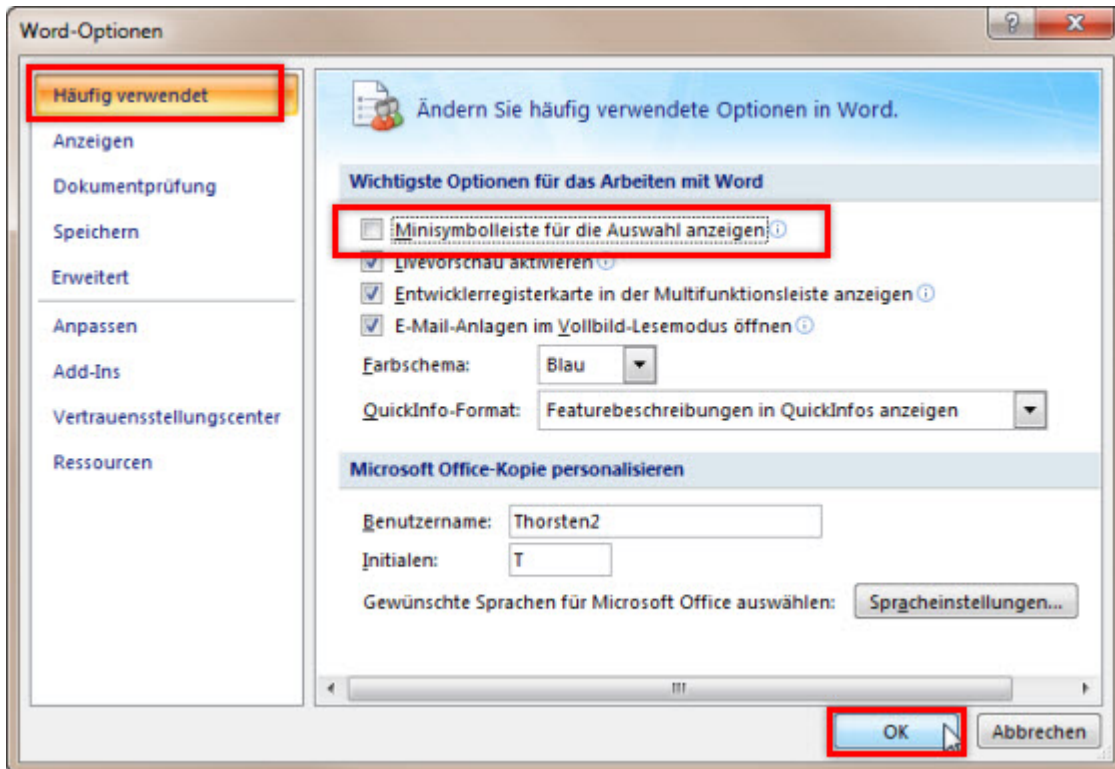 Word-Optionen
Häufig verwendet
Anzeigen
Dokumentprüfung
Speichern
Erweitert
Anpassen
Add-Ins
Vertrauensstellungscenter
Ressourcen
Ändern Sie häufig verwendete Optionen in Word.
Wichtigste Optionen für das Arbeiten mit Word
Minisymbolleiste für die Auswahl anzeigen
Livevorschau aktivieren
Entwicklerregisterkarte in der Multifunktionsleiste anzeigen
E-Mail-Anlagen im Vollbild-Lesemodus öffnen
Farbschema: Blau
QuickInfo-Format: Featurebeschreibungen in QuickInfos anzeigen
Microsoft Office-Kopie personalisieren
Benutzername: Thorsten2
Initialen: T
Gewünschte Sprachen für Microsoft Office auswählen: Spracheinstellungen...
OK Abbrechen